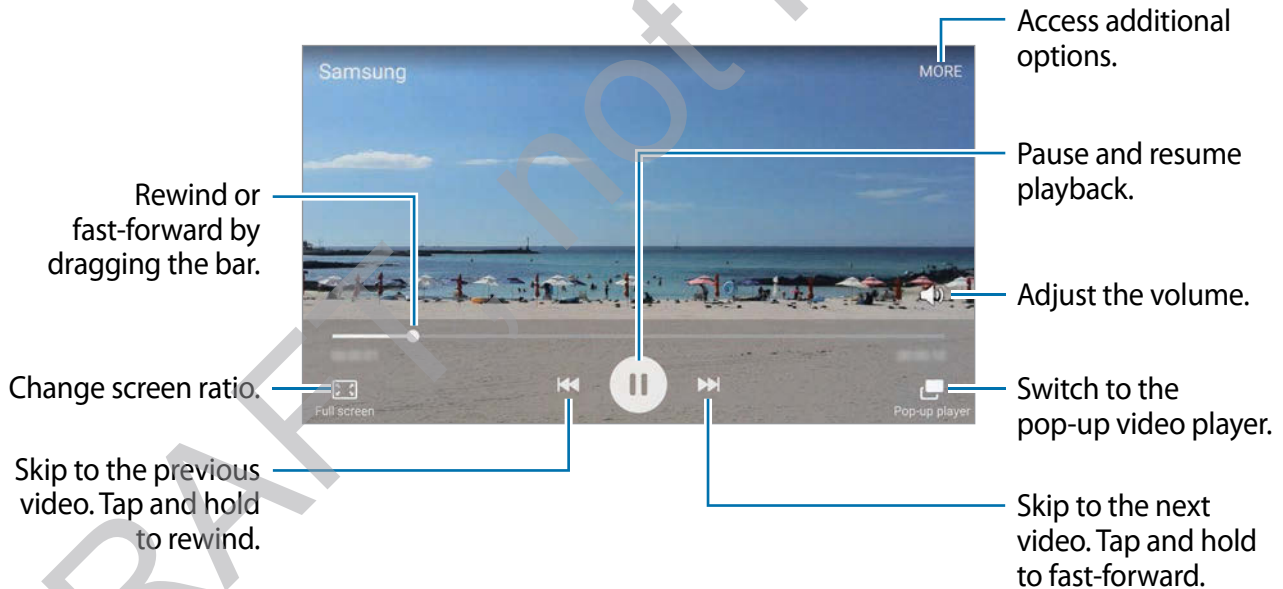 Access additional
options.
Samsung
MORE
Pause and resume
playback.
Rewind or
fast-forward by
dragging the bar.
Adjust the volume.
Change screen ratio.
Full screen
Pop-up player
Switch to the
pop-up video player.
Skip to the previous
video. Tap and hold
to rewind.
Skip to the next
video. Tap and hold
to fast-forward.